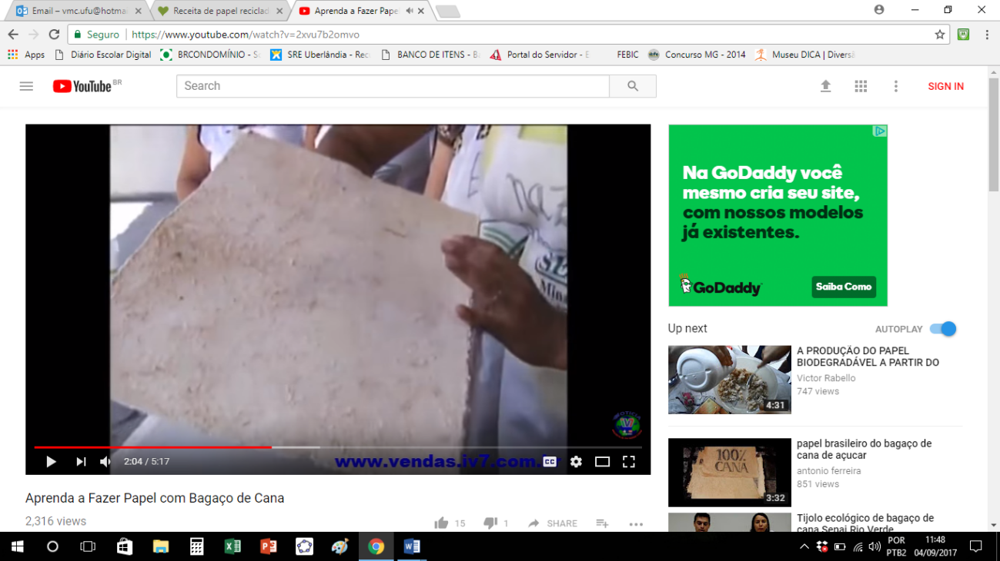 Email – vmc.ufu@hotma
Receita de papel reciclad
Aprenda a Fazer Pape
Seguro
https://www.youtube.com/watch?v=2xvu7b2omvo
Apps
Diário Escolar Digital
BRCONDOMÍNIO - S
SRE Uberlândia - Rec
BANCO DE ITENS - B
Portal do Servidor - E
FEBIC
Concurso MG - 2014
Museu DICA | Divers
YouTube BR
Search
SIGN IN
Na GoDaddy você
mesmo cria seu site,
com nossos modelos
já existentes.
GoDaddy
Saiba Como
Mina
www.vendas.iv7.com.
2:04 / 5:17
CC
Aprenda a Fazer Papel com Bagaço de Cana
2,316 views
15
1
SHARE
Up next
AUTOPLAY
A PRODUÇÃO DO PAPEL
BIODEGRADÁVEL A PARTIR DO
Victor Rabello
747 views
4:31
papel brasileiro do bagaço de
cana de açucar
antonio ferreira
851 views
100%
CANA
3:32
Tijolo ecológico de bagaço de
cana Senai Rio Verde
POR
PTB2
11:48
04/09/2017